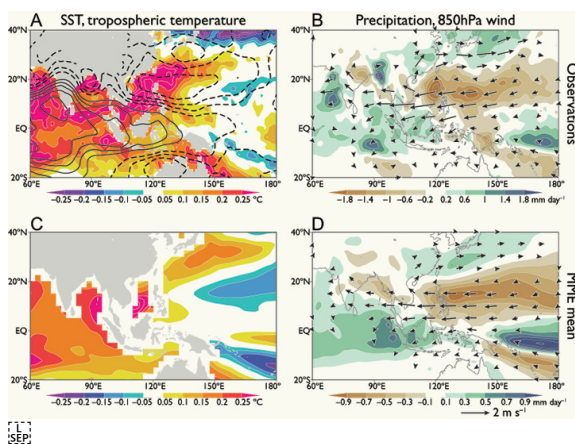 A SST, tropospheric temperature
B Precipitation, 850hPa wind
40°N
20°N
EQ
20°S
60°E 90°E 120°E 150°E 180°
-0.25 -0.2 -0.15 -0.1 -0.05 0.05 0.1 0.15 0.2 0.25 °C
40°N
20°N
EQ
20°S
60°E 90°E 120°E 150°E 180°
-1.8 -1.4 -1 -0.6 -0.2 0.2 0.6 1 1.4 1.8 mm day⁻¹
Observations
C
40°N
20°N
EQ
20°S
60°E 90°E 120°E 150°E 180°
-0.25 -0.2 -0.15 -0.1 -0.05 0.05 0.1 0.15 0.2 0.25 °C
D
40°N
20°N
EQ
20°S
60°E 90°E 120°E 150°E 180°
-0.9 -0.7 -0.5 -0.3 -0.1 0.1 0.3 0.5 0.7 0.9 mm day⁻¹
2 m s⁻¹
MME mean
L
SEP